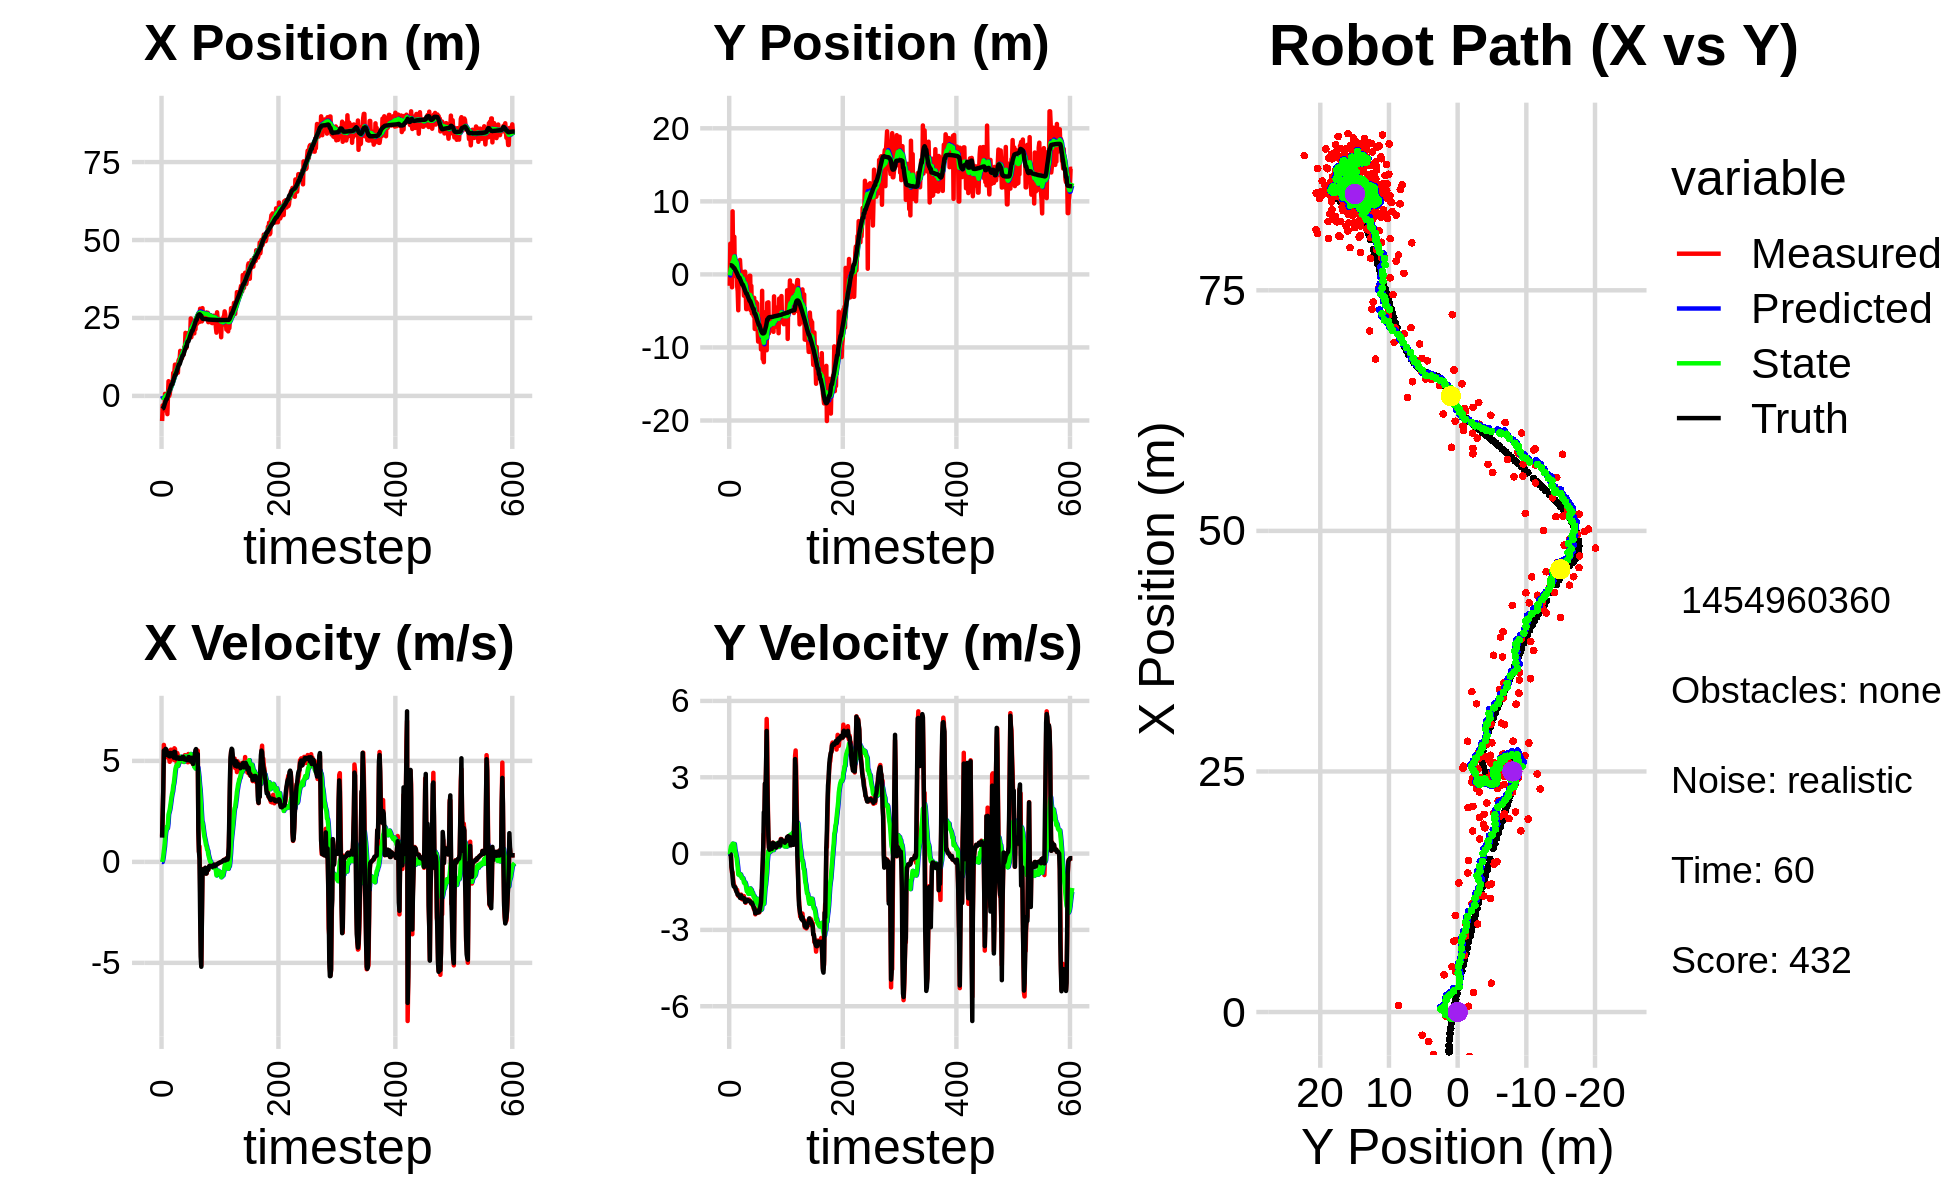 X Position (m)
75
50
25
0
0
200
400
600
timestep
Y Position (m)
20
10
0
-10
-20
0
200
400
600
timestep
X Velocity (m/s)
5
0
-5
0
200
400
600
timestep
Y Velocity (m/s)
6
3
0
-3
-6
0
200
400
600
timestep
Robot Path (X vs Y)
X Position (m)
75
50
25
0
20 10 0 -10 -20
Y Position (m)
variable
Measured
Predicted
State
Truth
1454960360
Obstacles: none
Noise: realistic
Time: 60
Score: 432